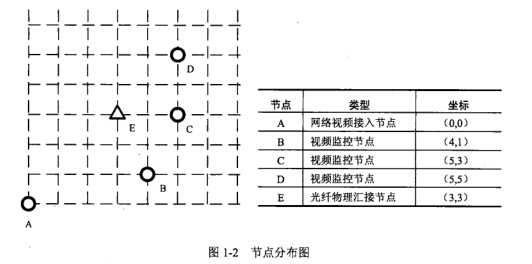 D
E
C
B
A
节点 类型 坐标
A 网络视频接入节点 (0,0)
B 视频监控节点 (4,1)
C 视频监控节点 (5,3)
D 视频监控节点 (5,5)
E 光纤物理汇接节点 (3,3)
图 1-2 节点分布图